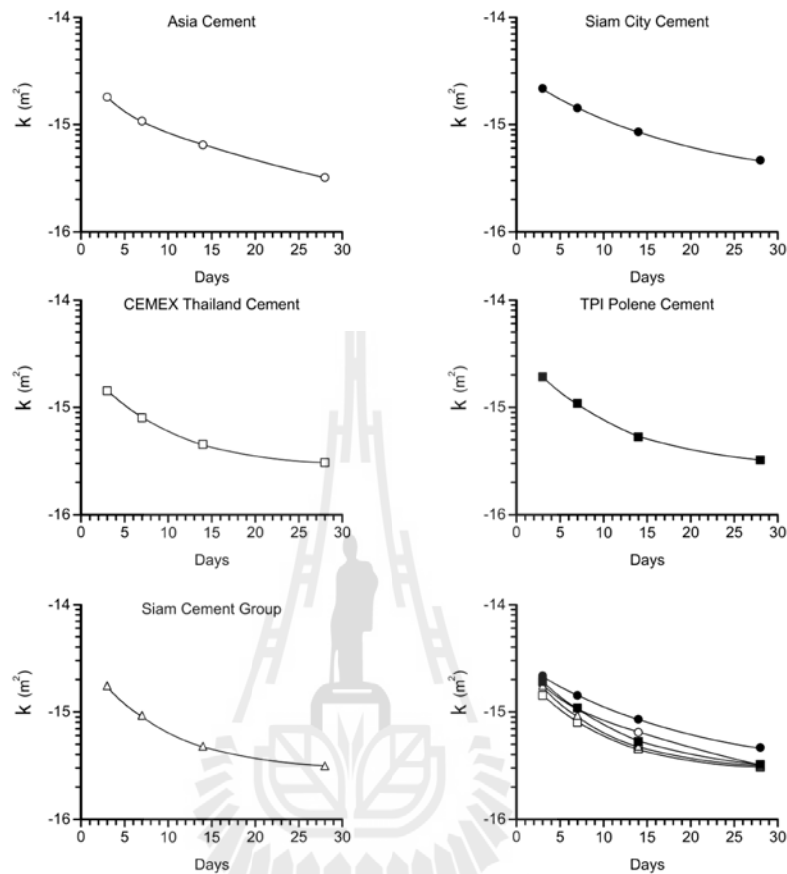 Asia Cement
-14
-15
-16
k (m²)
0 5 10 15 20 25 30
Days
Siam City Cement
-14
-15
-16
k (m²)
0 5 10 15 20 25 30
Days
CEMEX Thailand Cement
-14
-15
-16
k (m²)
0 5 10 15 20 25 30
Days
TPI Polene Cement
-14
-15
-16
k (m²)
0 5 10 15 20 25 30
Days
Siam Cement Group
-14
-15
-16
k (m²)
0 5 10 15 20 25 30
Days
-14
-15
-16
k (m²)
0 5 10 15 20 25 30
Days